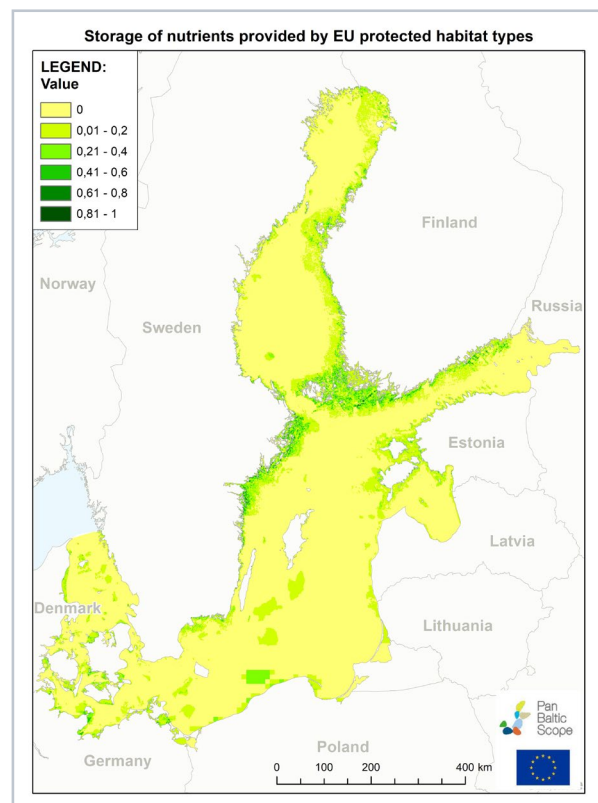 Storage of nutrients provided by EU protected habitat types
LEGEND:
Value
0
0,01 - 0,2
0,21 - 0,4
0,41 - 0,6
0,61 - 0,8
0,81 - 1
Finland
Norway
Russia
Sweden
Estonia
Latvia
Denmark
Lithuania
Pan
Baltic
Scope
Poland
Germany
0 100 200 400 km